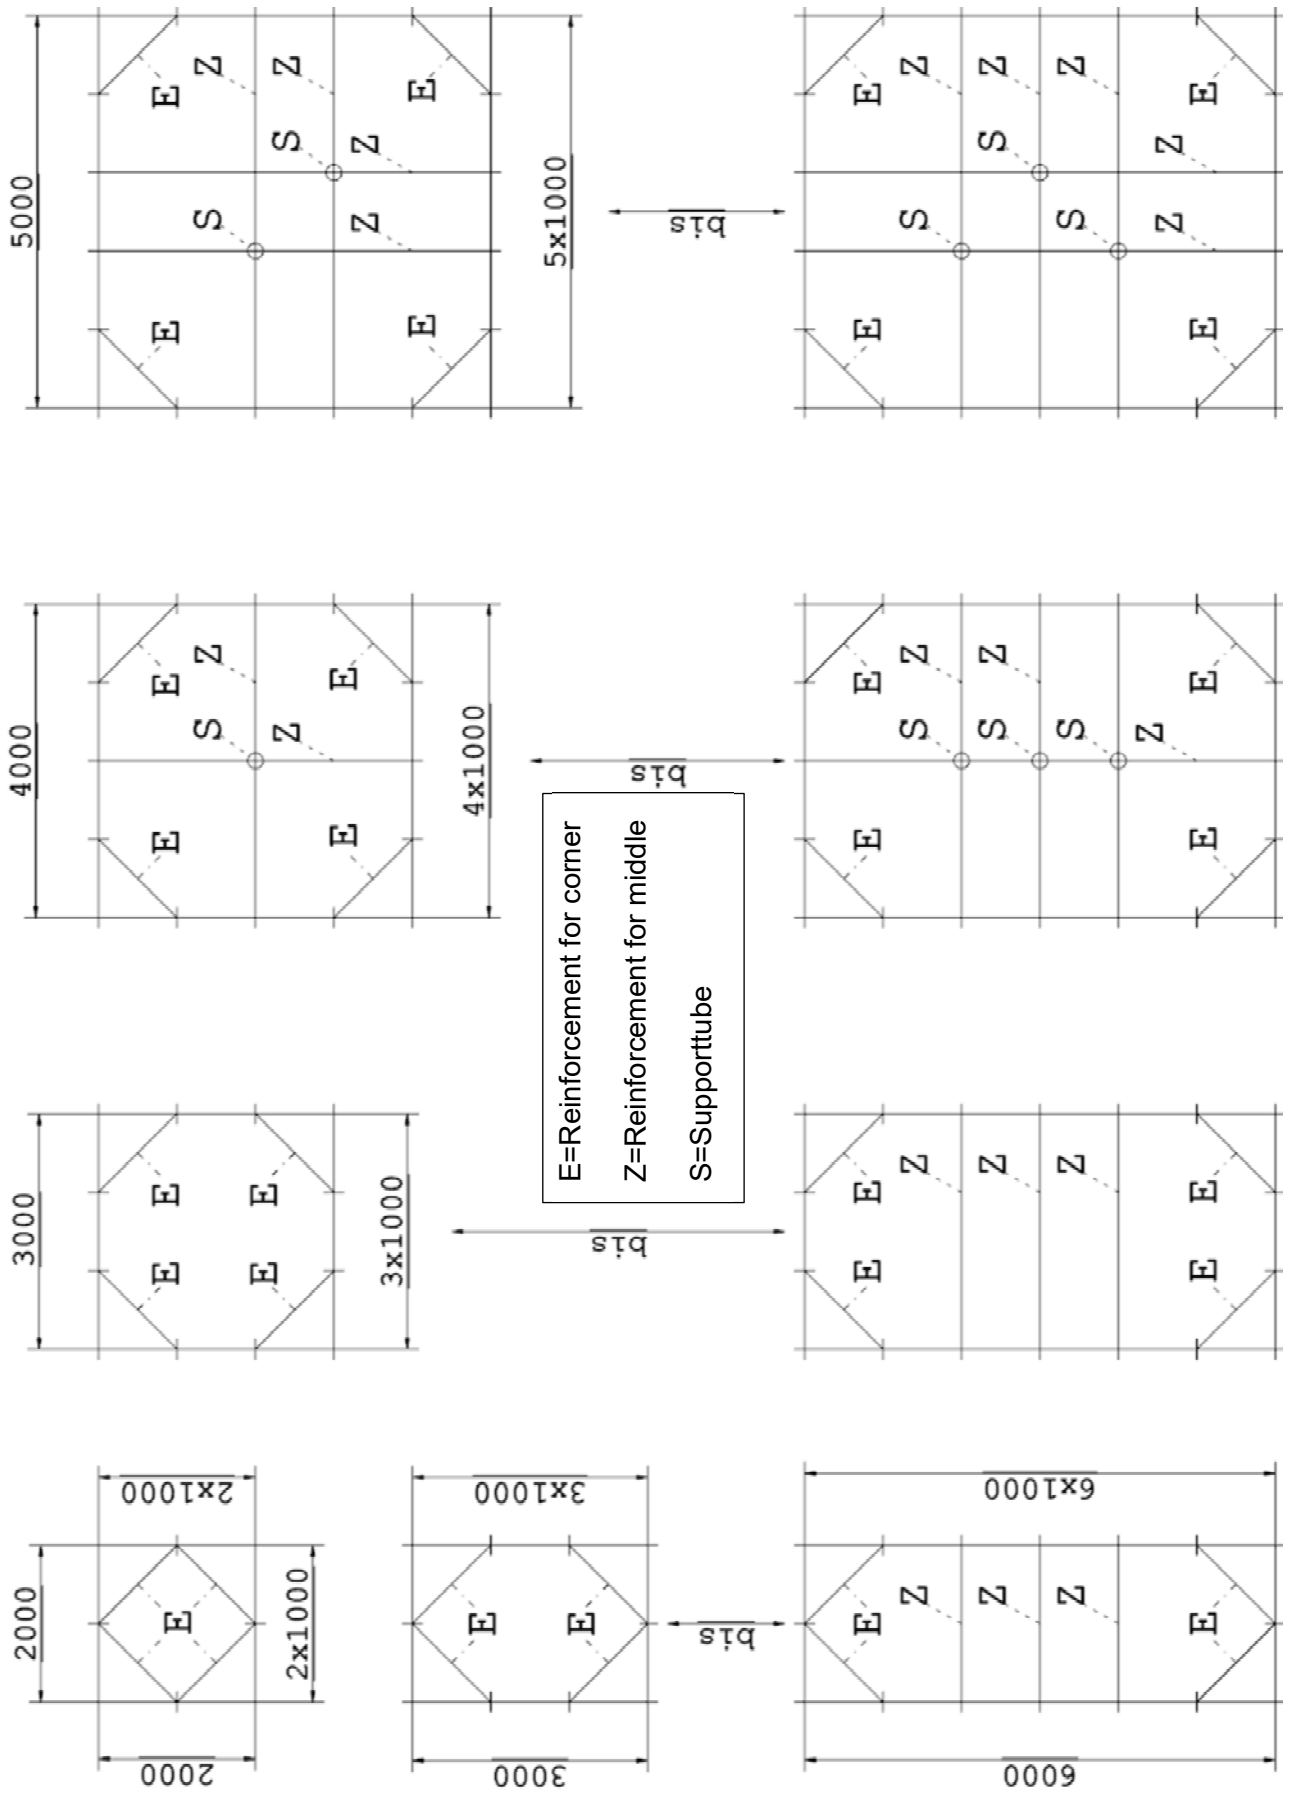 2000
2000
2x1000
E
2x1000
3000
3x1000
E
E
bis
6000
6x1000
E
Z
Z
Z
E
3000
E E
E E
3x1000
bis
E E
Z
Z
Z
E E
E=Reinforcement for corner
Z=Reinforcement for middle
S=Supporttube
4000
E E
S Z
Z
E E
4x1000
bis
E E
S Z
S Z
S
Z
E E
5000
E E
S Z
S Z
Z Z
E E
5x1000
bis
E E
S Z
S Z
S Z
Z Z
E E